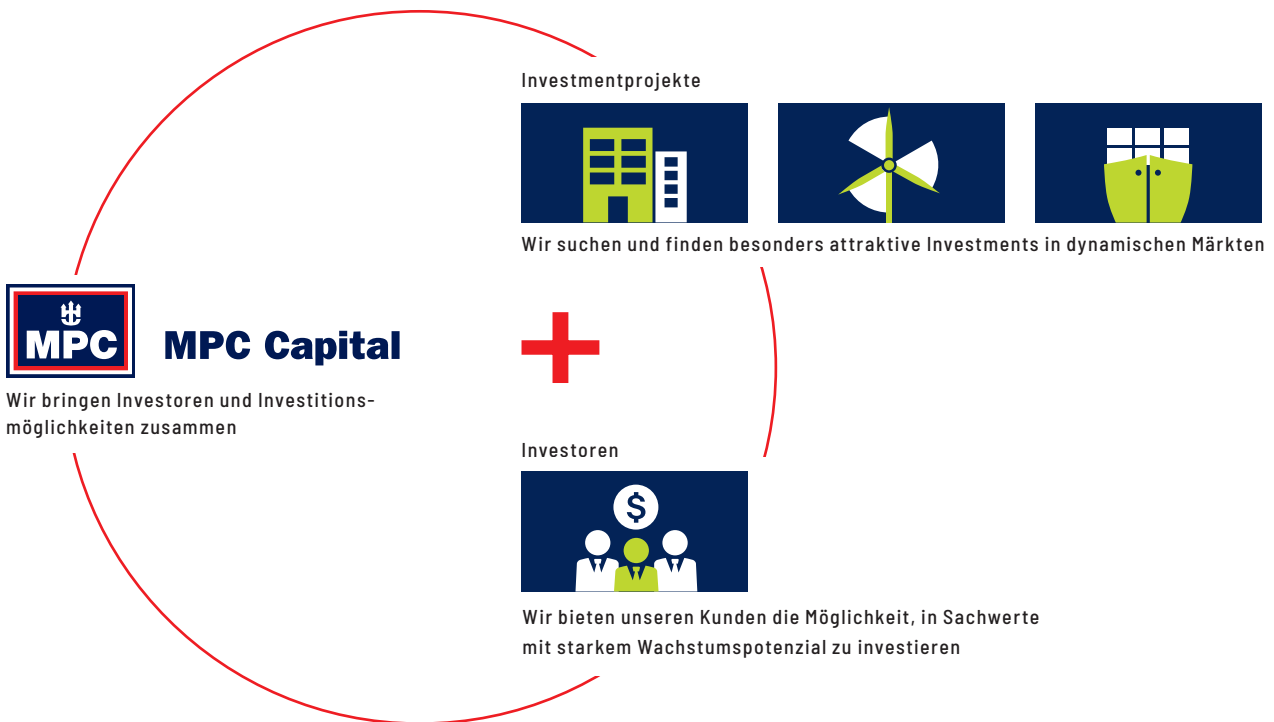 Investmentprojekte
Wir suchen und finden besonders attraktive Investments in dynamischen Märkten
MPC
MPC Capital
Wir bringen Investoren und Investitions-
möglichkeiten zusammen
Investoren
$
Wir bieten unseren Kunden die Möglichkeit, in Sachwerte
mit starkem Wachstumspotenzial zu investieren